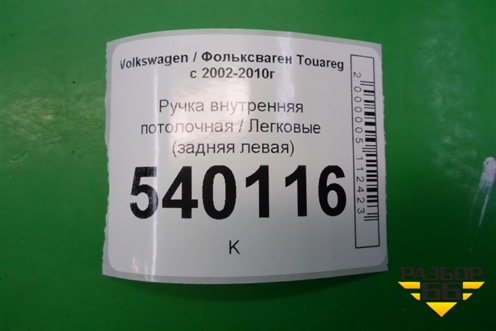 Volkswagen / Фольксваген Touareg
с 2002-2010г
Ручка внутренняя
потолочная / Легковые
(задняя левая)
540116
К
2000005112423
РАЗБОР
66